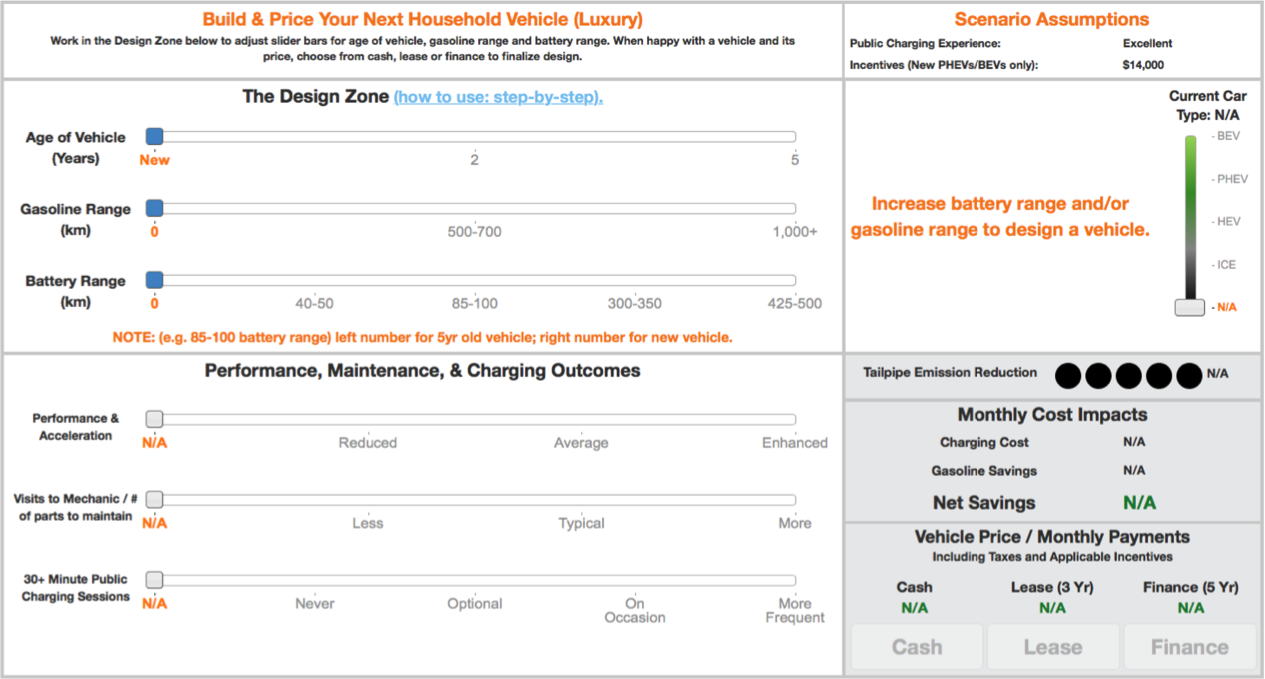 Build & Price Your Next Household Vehicle (Luxury)
Work in the Design Zone below to adjust slider bars for age of vehicle, gasoline range and battery range. When happy with a vehicle and its
price, choose from cash, lease or finance to finalize design.
Scenario Assumptions
Public Charging Experience: Excellent
Incentives (New PHEVs/BEVs only): $14,000
The Design Zone (how to use: step-by-step).
Age of Vehicle
(Years)
New 2 5
Gasoline Range
(km)
0 500-700 1,000+
Battery Range
(km)
0 40-50 85-100 300-350 425-500
NOTE: (e.g. 85-100 battery range) left number for 5yr old vehicle; right number for new vehicle.
Increase battery range and/or
gasoline range to design a vehicle.
Current Car
Type: N/A
- BEV
- PHEV
- HEV
- ICE
- N/A
Performance, Maintenance, & Charging Outcomes
Performance &
Acceleration
N/A Reduced Average Enhanced
Visits to Mechanic / #
of parts to maintain
N/A Less Typical More
30+ Minute Public
Charging Sessions
N/A Never Optional On
Occasion More
Frequent
Tailpipe Emission Reduction N/A
Monthly Cost Impacts
Charging Cost N/A
Gasoline Savings N/A
Net Savings N/A
Vehicle Price / Monthly Payments
Including Taxes and Applicable Incentives
Cash Lease (3 Yr) Finance (5 Yr)
N/A N/A N/A
Cash Lease Finance